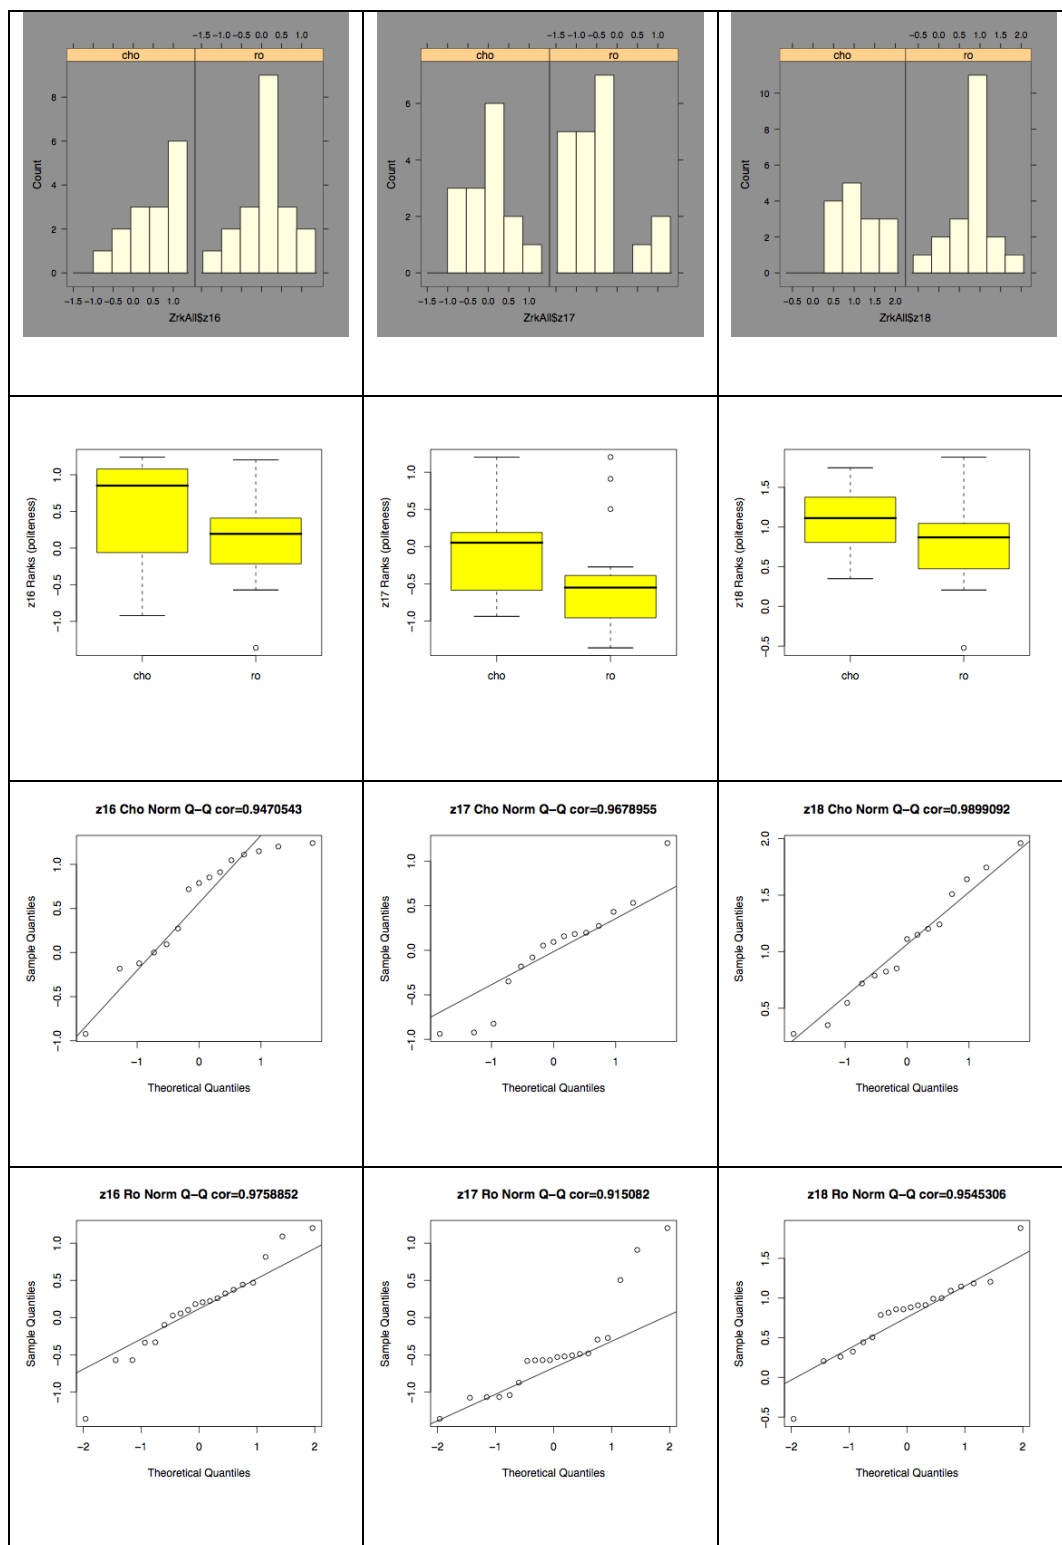 −1.5 −1.0 −0.5 0.0 0.5 1.0
cho ro
8
6
4
2
0
Count
−1.5 −1.0 −0.5 0.0 0.5 1.0
ZrkAll$z16
−1.5 −1.0 −0.5 0.0 0.5 1.0
cho ro
6
4
2
0
Count
−1.5 −1.0 −0.5 0.0 0.5 1.0
ZrkAll$z17
−0.5 0.0 0.5 1.0 1.5 2.0
cho ro
10
8
6
4
2
0
Count
−0.5 0.0 0.5 1.0 1.5 2.0
ZrkAll$z18
z16 Ranks (politeness)
1.0
0.5
0.0
−0.5
−1.0
cho ro
z17 Ranks (politeness)
1.0
0.5
0.0
−0.5
−1.0
cho ro
z18 Ranks (politeness)
1.5
1.0
0.5
0.0
−0.5
cho ro
z16 Cho Norm Q−Q cor=0.9470543
Sample Quantiles
1.0
0.5
0.0
−0.5
−1.0
−1 0 1
Theoretical Quantiles
z17 Cho Norm Q−Q cor=0.9678955
Sample Quantiles
1.0
0.5
0.0
−0.5
−1.0
−1 0 1
Theoretical Quantiles
z18 Cho Norm Q−Q cor=0.9899092
Sample Quantiles
2.0
1.5
1.0
0.5
−1 0 1
Theoretical Quantiles
z16 Ro Norm Q−Q cor=0.9758852
Sample Quantiles
1.0
0.5
0.0
−0.5
−1.0
−2 −1 0 1 2
Theoretical Quantiles
z17 Ro Norm Q−Q cor=0.915082
Sample Quantiles
1.0
0.5
0.0
−0.5
−1.0
−2 −1 0 1 2
Theoretical Quantiles
z18 Ro Norm Q−Q cor=0.9545306
Sample Quantiles
1.5
1.0
0.5
0.0
−0.5
−2 −1 0 1 2
Theoretical Quantiles